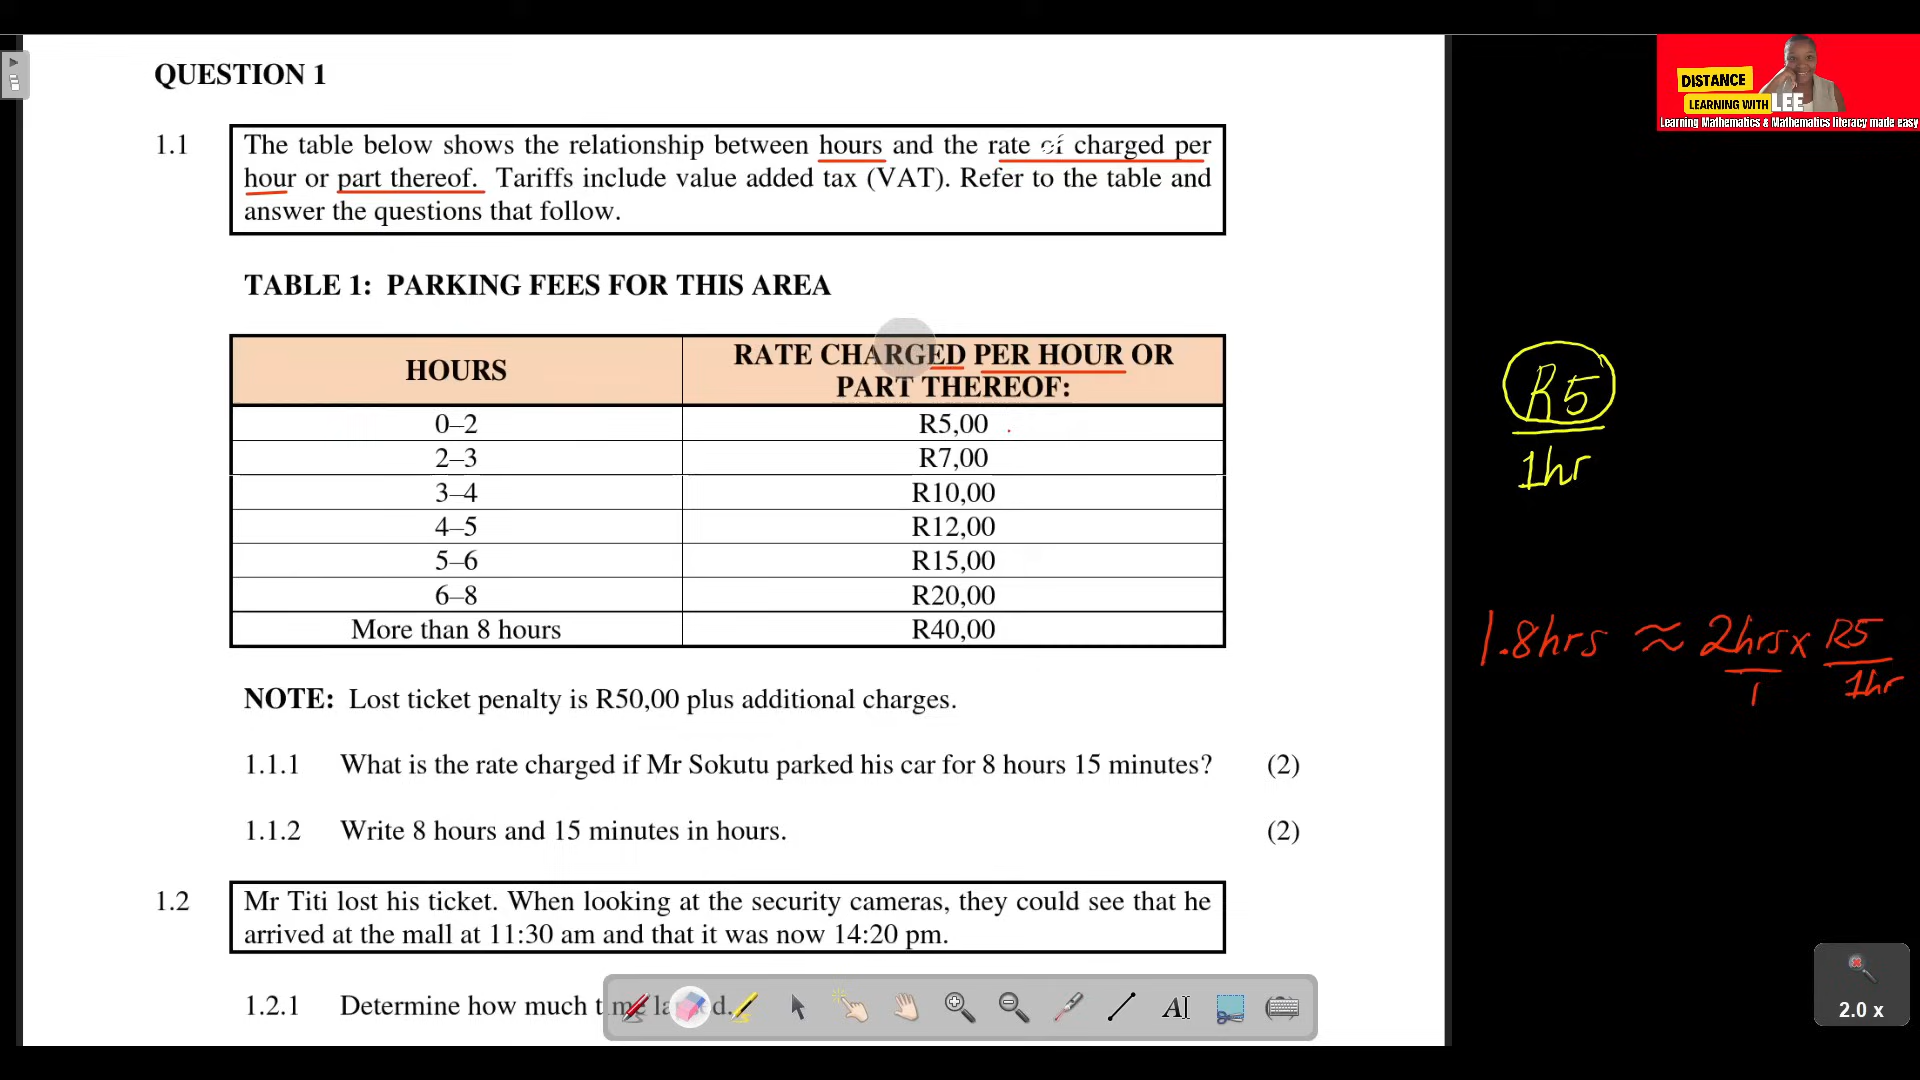 QUESTION 1
DISTANCE
LEARNING WITH LEE
Learning Mathematics & Mathematics literacy made easy
1.1 The table below shows the relationship between hours and the rate of charged per
hour or part thereof. Tariffs include value added tax (VAT). Refer to the table and
answer the questions that follow.
TABLE 1: PARKING FEES FOR THIS AREA
HOURS RATE CHARGED PER HOUR OR
PART THEREOF:
0–2 R5,00
2–3 R7,00
3–4 R10,00
4–5 R12,00
5–6 R15,00
6–8 R20,00
More than 8 hours R40,00
NOTE: Lost ticket penalty is R50,00 plus additional charges.
1.1.1 What is the rate charged if Mr Sokutu parked his car for 8 hours 15 minutes? (2)
1.1.2 Write 8 hours and 15 minutes in hours. (2)
1.2 Mr Titi lost his ticket. When looking at the security cameras, they could see that he
arrived at the mall at 11:30 am and that it was now 14:20 pm.
1.2.1 Determine how much
R5
1hr
1.8hrs ≈ 2hrs x R5
1 1hr
2.0 x